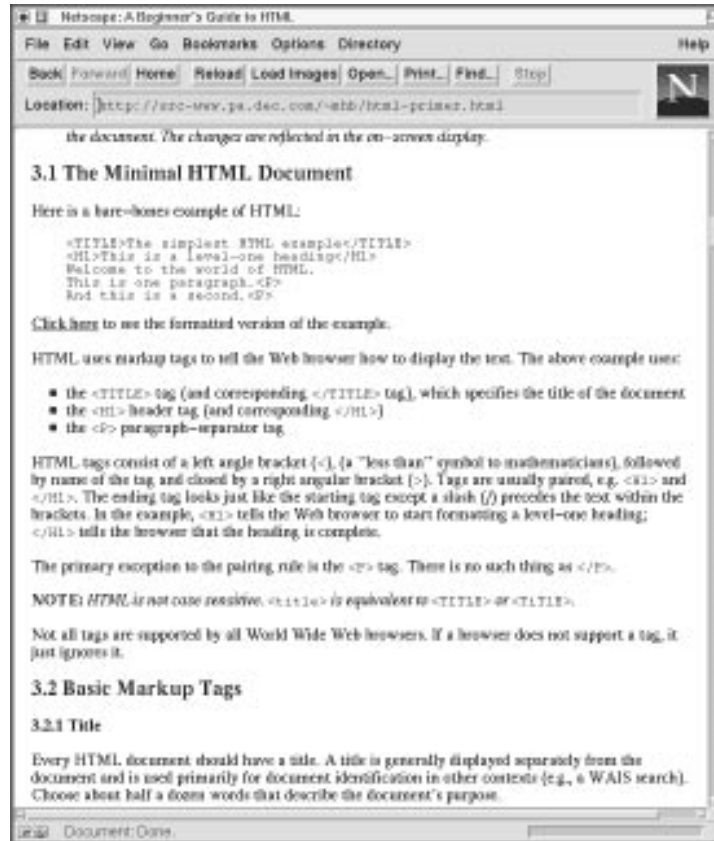 Netscape: A Beginner's Guide to HTML
File Edit View Go Bookmarks Options Directory Help
Back Forward Home Reload Load Images Open... Print... Find... Stop
Location: http://src-www.pa.dec.com/~mhb/html-primer.html
N
the document. The changes are reflected in the on-screen display.
3.1 The Minimal HTML Document
Here is a bare-bones example of HTML:
<TITLE>The simplest HTML example</TITLE>
<H1>This is a level-one heading</H1>
Welcome to the world of HTML.
This is one paragraph.<P>
And this is a second.<P>
Click here to see the formatted version of the example.
HTML uses markup tags to tell the Web browser how to display the text. The above example uses:
■ the <TITLE> tag (and corresponding </TITLE> tag), which specifies the title of the document
■ the <H1> header tag (and corresponding </H1>)
■ the <P> paragraph-separator tag
HTML tags consist of a left angle bracket (<), (a "less than" symbol to mathematicians), followed
by name of the tag and closed by a right angular bracket (>). Tags are usually paired, e.g. <H1> and
</H1>. The ending tag looks just like the starting tag except a slash (/) precedes the text within the
brackets. In the example, <H1> tells the Web browser to start formatting a level-one heading;
</H1> tells the browser that the heading is complete.
The primary exception to the pairing rule is the <P> tag. There is no such thing as </P>.
NOTE: HTML is not case sensitive. <title> is equivalent to <TITLE> or <TiTlE>.
Not all tags are supported by all World Wide Web browsers. If a browser does not support a tag, it
just ignores it.
3.2 Basic Markup Tags
3.2.1 Title
Every HTML document should have a title. A title is generally displayed separately from the
document and is used primarily for document identification in other contexts (e.g., a WAIS search).
Choose about half a dozen words that describe the document's purpose.
Document: Done.